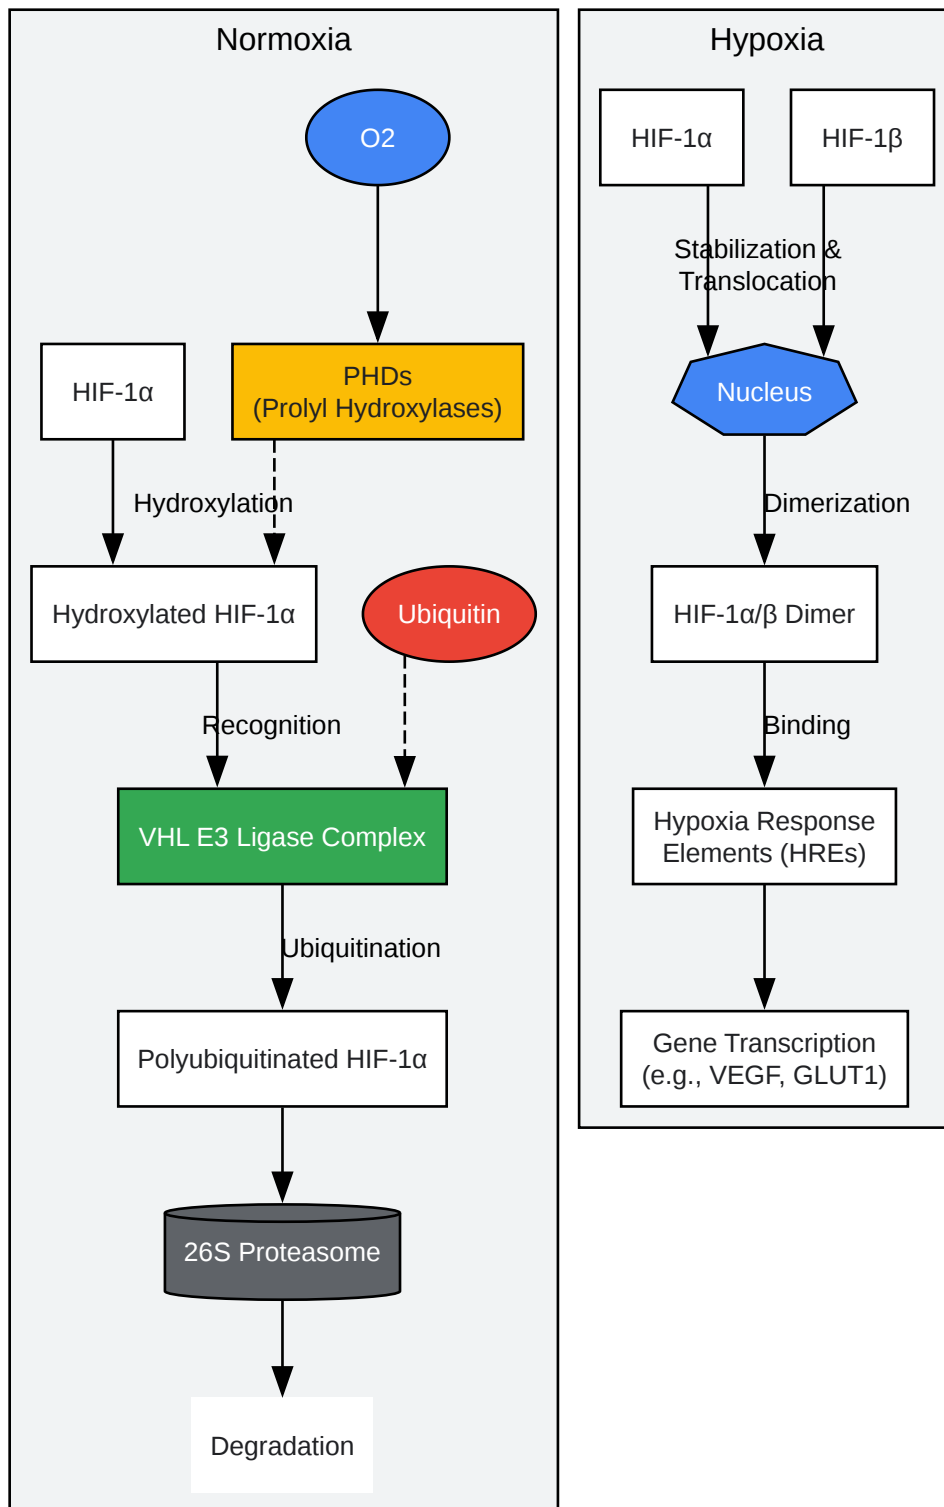 Normoxia
O2
HIF-1α
PHDs
(Prolyl Hydroxylases)
Hydroxylation
Hydroxylated HIF-1α
Ubiquitin
Recognition
VHL E3 Ligase Complex
Ubiquitination
Polyubiquitinated HIF-1α
26S Proteasome
Degradation
Hypoxia
HIF-1α
HIF-1β
Stabilization &
Translocation
Nucleus
Dimerization
HIF-1α/β Dimer
Binding
Hypoxia Response
Elements (HREs)
Gene Transcription
(e.g., VEGF, GLUT1)